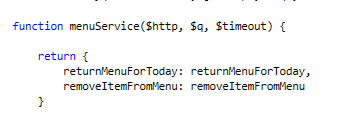 function menuService($http, $q, $timeout) {
return {
returnMenuForToday: returnMenuForToday,
removeItemFromMenu: removeItemFromMenu
}